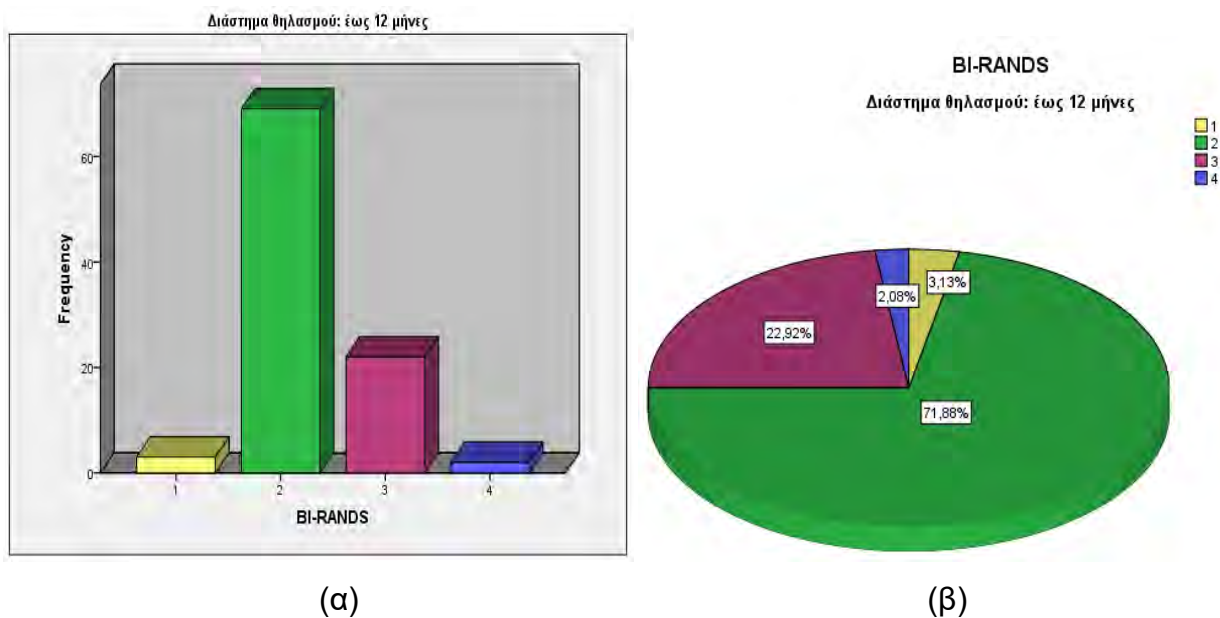 Διάστημα θηλασμού: έως 12 μήνες
Frequency
60
40
20
0
1
2
3
4
BI-RANDS
(α)
BI-RANDS
Διάστημα θηλασμού: έως 12 μήνες
1
2
3
4
3,13%
2,08%
22,92%
71,88%
(β)